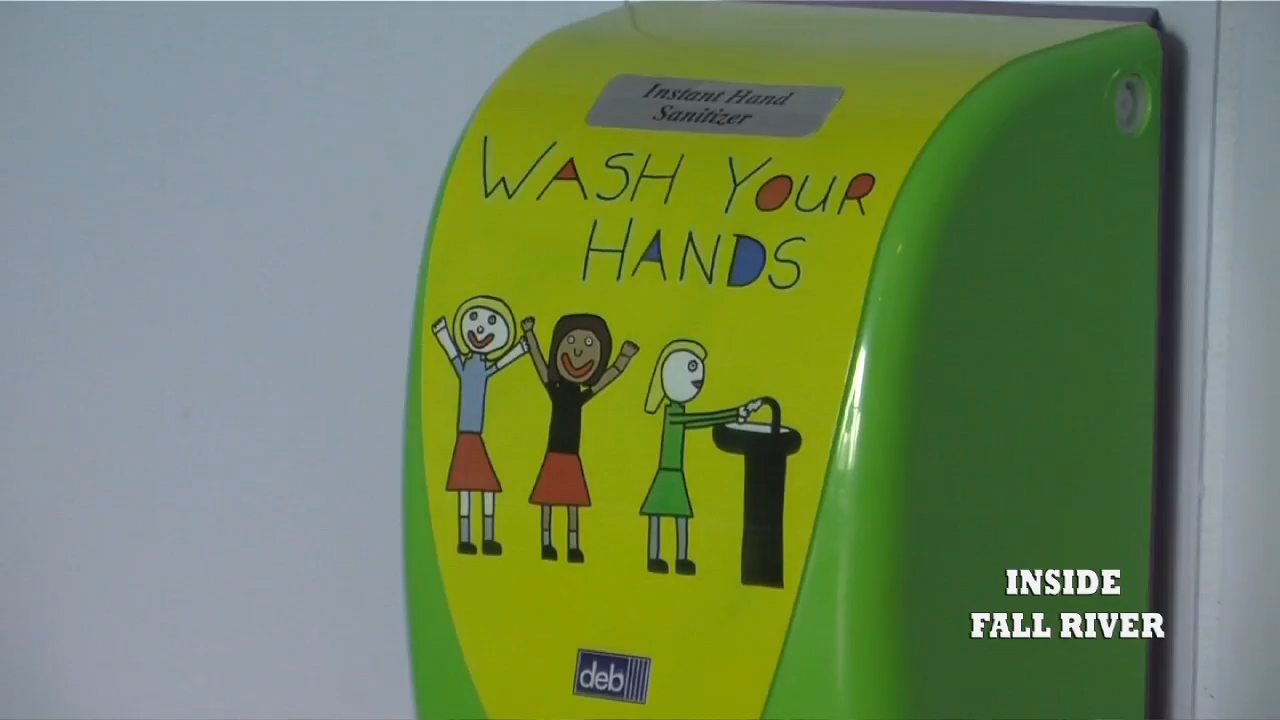 Instant Hand
Sanitizer
WASH YOUR
HANDS
deb
INSIDE
FALL RIVER